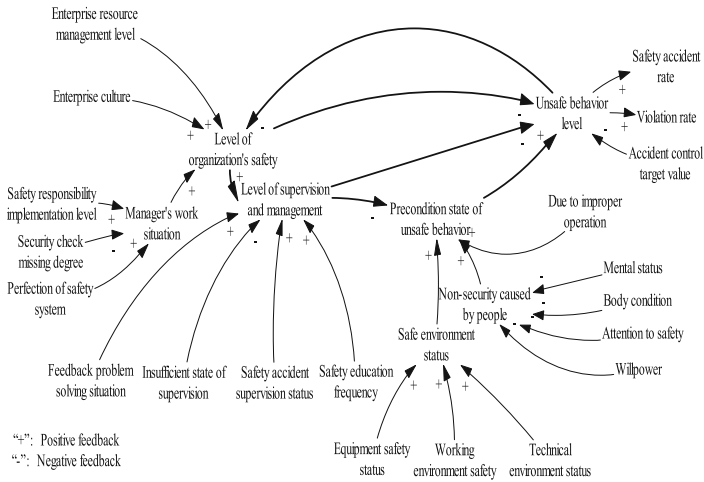 Enterprise resource
management level
Safety accident
rate
Enterprise culture
+
+
-
Unsafe behavior
level
+
Violation rate
+
-
-
-
+
Accident control
target value
Level of
organization's safety
+
+
Level of supervision
and management
Safety responsibility
implementation level
+
Manager's work
situation
Security check
missing degree
-
+
Perfection of safety
system
+
-
+
+
-
Precondition state of
unsafe behavior
+
+
Due to improper
operation
Non-security caused
by people
-
-
-
-
Mental status
Body condition
Attention to safety
Willpower
Safe environment
status
Feedback problem
solving situation
Insufficient state of
supervision
Safety accident
supervision status
Safety education
frequency
+
+
+
Equipment safety
status
Working
environment safety
Technical
environment status
“+”: Positive feedback
“-”: Negative feedback